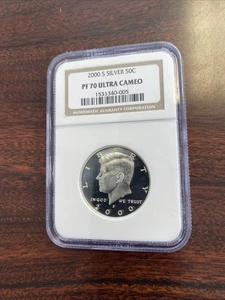 2000 S SILVER 50C
PF 70 ULTRA CAMEO
1531340-005
NUMISMATIC GUARANTY CORPORATION
LIBERTY
IN GOD WE TRUST
2000